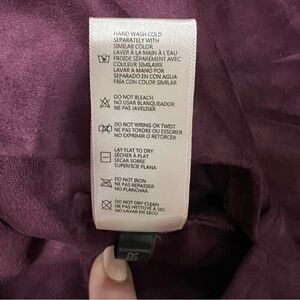 HAND WASH COLD
SEPARATELY WITH
SIMILAR COLOR
LAVER À LA MAIN À L'EAU
FROIDE SÉPARÉMENT AVEC
COULEUR SIMILAIRE
LAVAR A MANO POR
SEPARADO EN CON AGUA
FRÍA CON COLOR SIMILAR
DO NOT BLEACH
NO USAR BLANQUEADOR
NE PAS JAVELISER
DO NOT WRING OR TWIST
NE PAS TORDRE OU ESSORER
NO EXPRIMIR O RETORCER
LAY FLAT TO DRY
SÉCHER À PLAT
SECAR SOBRE
SUPERFICIE PLANA
DO NOT IRON
NE PAS REPASSER
NO PLANCHAR
DO NOT DRY CLEAN
NE PAS NETTOYÉ À SEC
NO LAVAR EN SECO